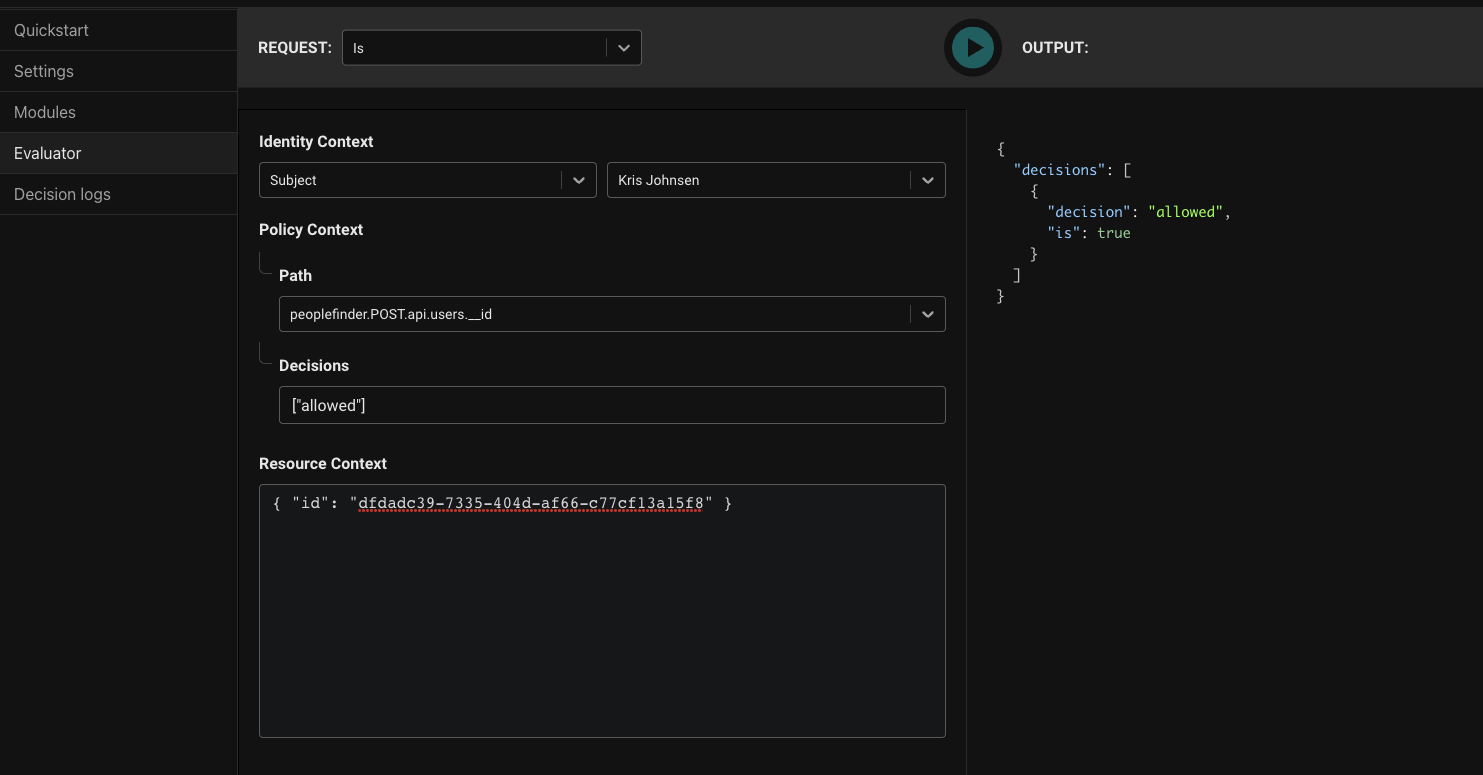 Quickstart
Settings
Modules
Evaluator
Decision logs
REQUEST: Is
OUTPUT:
Identity Context
Subject Kris Johnsen
Policy Context
Path
peoplefinder.POST.api.users.__id
Decisions
["allowed"]
Resource Context
{ "id": "dfdadc39-7335-404d-af66-c77cf13a15f8" }
{
"decisions": [
{
"decision": "allowed",
"is": true
}
]
}